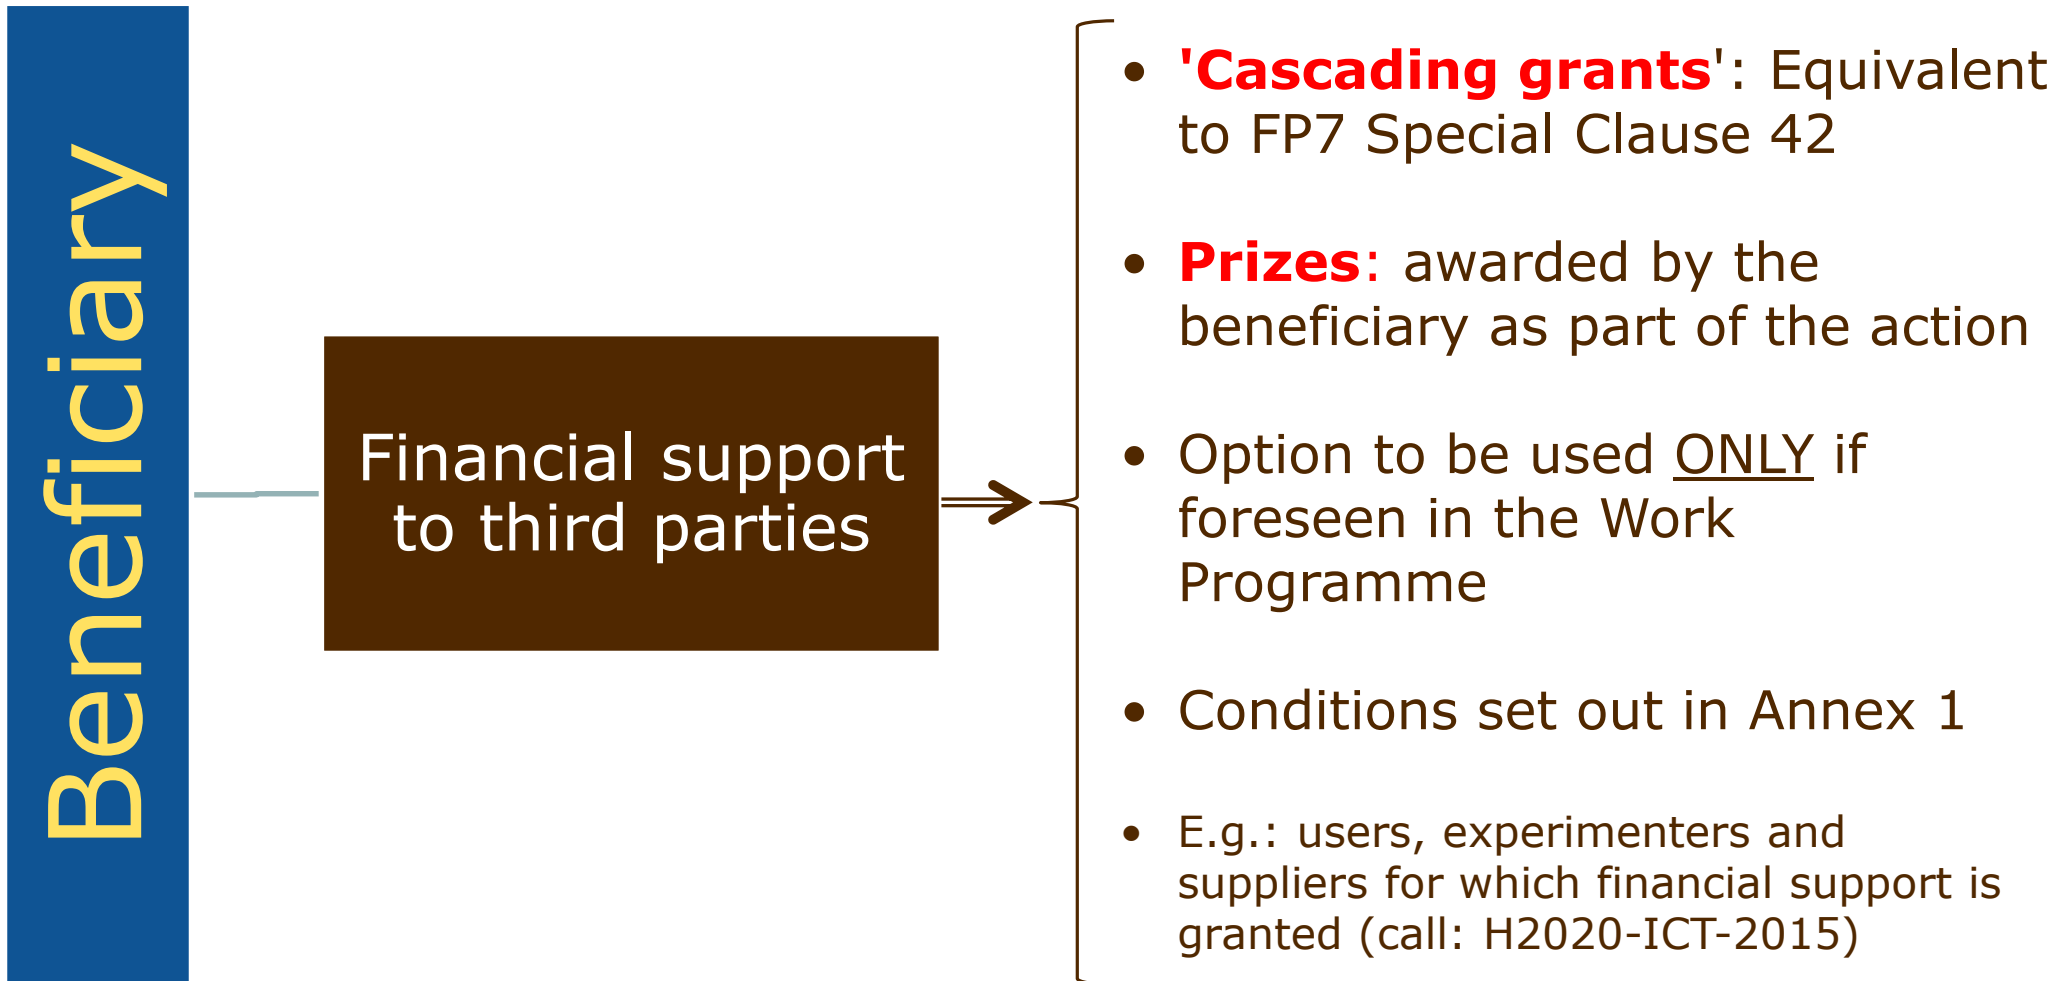 Beneficiary
Financial support
to third parties
• 'Cascading grants': Equivalent
to FP7 Special Clause 42
• Prizes: awarded by the
beneficiary as part of the action
• Option to be used ONLY if
foreseen in the Work
Programme
• Conditions set out in Annex 1
• E.g.: users, experimenters and
suppliers for which financial support is
granted (call: H2020-ICT-2015)